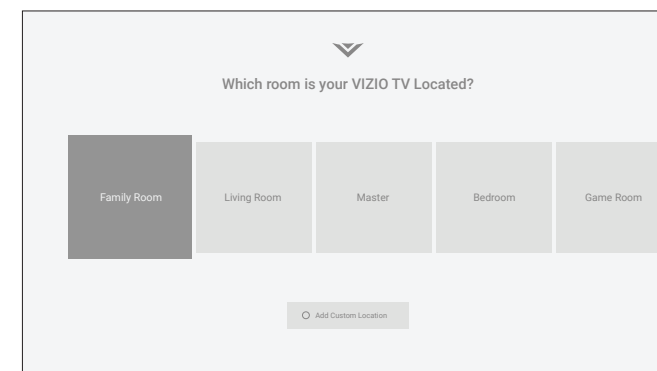 Which room is your VIZIO TV Located?
Family Room
Living Room
Master
Bedroom
Game Room
Add Custom Location